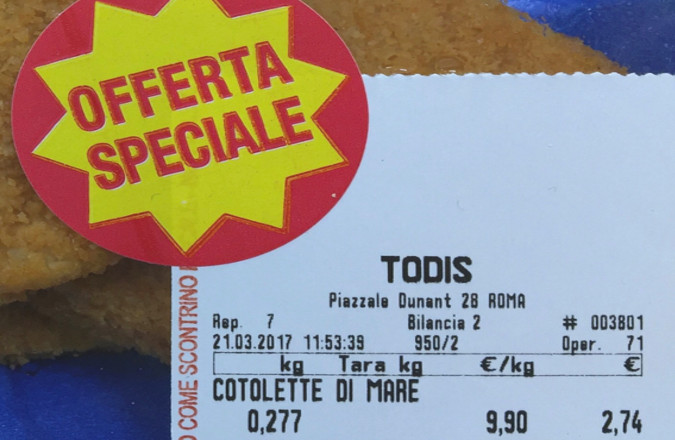 OFFERTA
SPECIALE
TODIS
Piazzale Dunant 28 ROMA
Rep. 7 Bilancia 2 # 003801
21.03.2017 11:53:39 950/2 Oper. 71
kg Tara kg €/kg €
COTOLETTE DI MARE
0,277 9,90 2,74
COME SCONTRINO